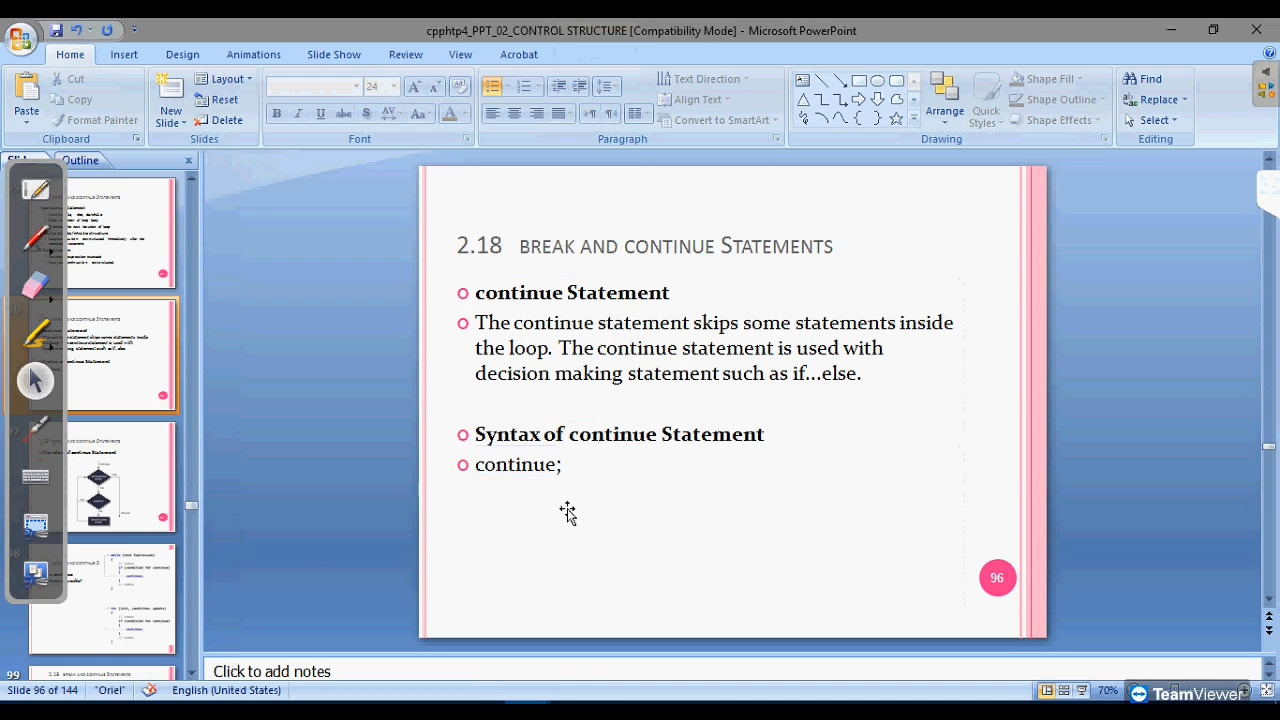 cpphtp4_PPT_02_CONTROL STRUCTURE [Compatibility Mode] - Microsoft PowerPoint
Home Insert Design Animations Slide Show Review View Acrobat
Paste
Cut
Copy
Format Painter
Clipboard
New Slide
Layout
Reset
Delete
Slides
24
B I U abc S AV Aa A
Font
Text Direction
Align Text
Convert to SmartArt
Paragraph
Arrange
Quick Styles
Shape Fill
Shape Outline
Shape Effects
Drawing
Find
Replace
Select
Editing
Outline
2.18 BREAK AND CONTINUE STATEMENTS
continue Statement
The continue statement skips some statements inside
the loop. The continue statement is used with
decision making statement such as if...else.
Syntax of continue Statement
continue;
96
99
Click to add notes
Slide 96 of 144 "Oriel" English (United States) 70%
TeamViewer